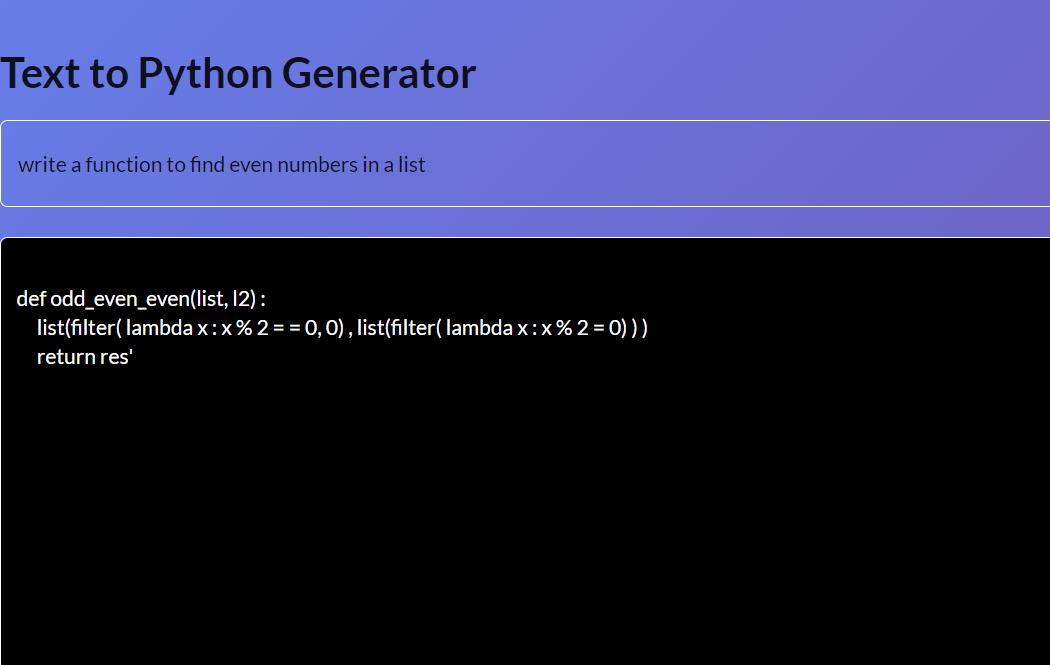 Text to Python Generator
write a function to find even numbers in a list
def odd_even_even(list, l2) :
    list(filter( lambda x : x % 2 = = 0, 0) , list(filter( lambda x : x % 2 = 0) ) )
    return res'